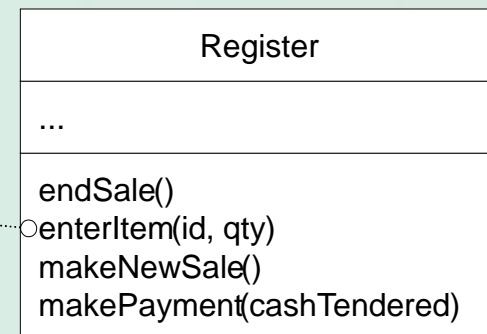 Register
...
endSale()
enterItem(id, qty)
makeNewSale()
makePayment(cashTendered)